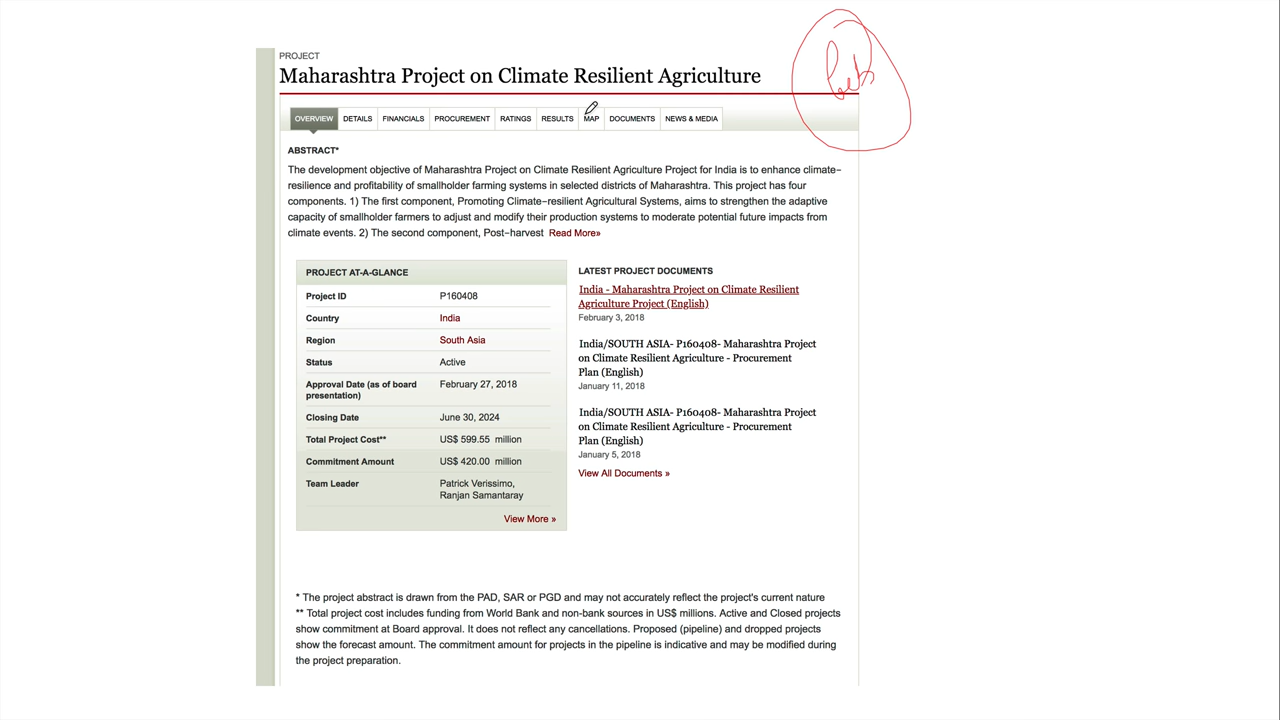 PROJECT
Maharashtra Project on Climate Resilient Agriculture
OVERVIEW DETAILS FINANCIALS PROCUREMENT RATINGS RESULTS MAP DOCUMENTS NEWS & MEDIA
ABSTRACT*
The development objective of Maharashtra Project on Climate Resilient Agriculture Project for India is to enhance climate-
resilience and profitability of smallholder farming systems in selected districts of Maharashtra. This project has four
components. 1) The first component, Promoting Climate-resilient Agricultural Systems, aims to strengthen the adaptive
capacity of smallholder farmers to adjust and modify their production systems to moderate potential future impacts from
climate events. 2) The second component, Post-harvest Read More»
PROJECT AT-A-GLANCE
Project ID P160408
Country India
Region South Asia
Status Active
Approval Date (as of board February 27, 2018
presentation)
Closing Date June 30, 2024
Total Project Cost** US$ 599.55 million
Commitment Amount US$ 420.00 million
Team Leader Patrick Verissimo,
Ranjan Samantaray
View More »
LATEST PROJECT DOCUMENTS
India - Maharashtra Project on Climate Resilient
Agriculture Project (English)
February 3, 2018
India/SOUTH ASIA- P160408- Maharashtra Project
on Climate Resilient Agriculture - Procurement
Plan (English)
January 11, 2018
India/SOUTH ASIA- P160408- Maharashtra Project
on Climate Resilient Agriculture - Procurement
Plan (English)
January 5, 2018
View All Documents »
* The project abstract is drawn from the PAD, SAR or PGD and may not accurately reflect the project's current nature
** Total project cost includes funding from World Bank and non-bank sources in US$ millions. Active and Closed projects
show commitment at Board approval. It does not reflect any cancellations. Proposed (pipeline) and dropped projects
show the forecast amount. The commitment amount for projects in the pipeline is indicative and may be modified during
the project preparation.